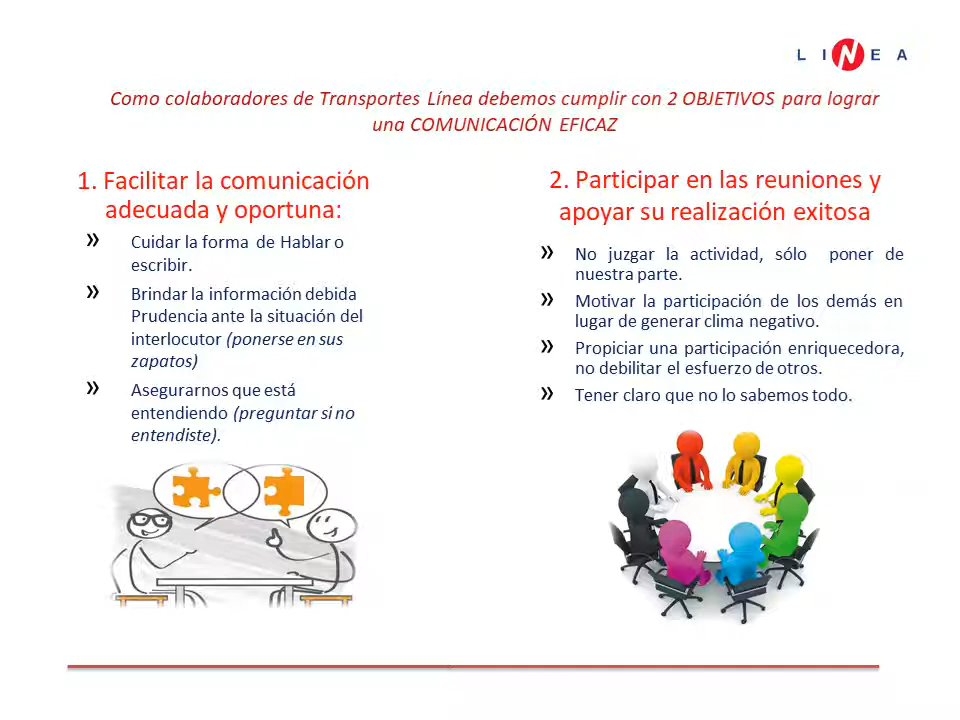 LINEA
Como colaboradores de Transportes Línea debemos cumplir con 2 OBJETIVOS para lograr
una COMUNICACIÓN EFICAZ
1. Facilitar la comunicación
adecuada y oportuna:
» Cuidar la forma de Hablar o
escribir.
» Brindar la información debida
Prudencia ante la situación del
interlocutor (ponerse en sus
zapatos)
» Asegurarnos que está
entendiendo (preguntar si no
entendiste).
2. Participar en las reuniones y
apoyar su realización exitosa
» No juzgar la actividad, sólo poner de
nuestra parte.
» Motivar la participación de los demás en
lugar de generar clima negativo.
» Propiciar una participación enriquecedora,
no debilitar el esfuerzo de otros.
» Tener claro que no lo sabemos todo.